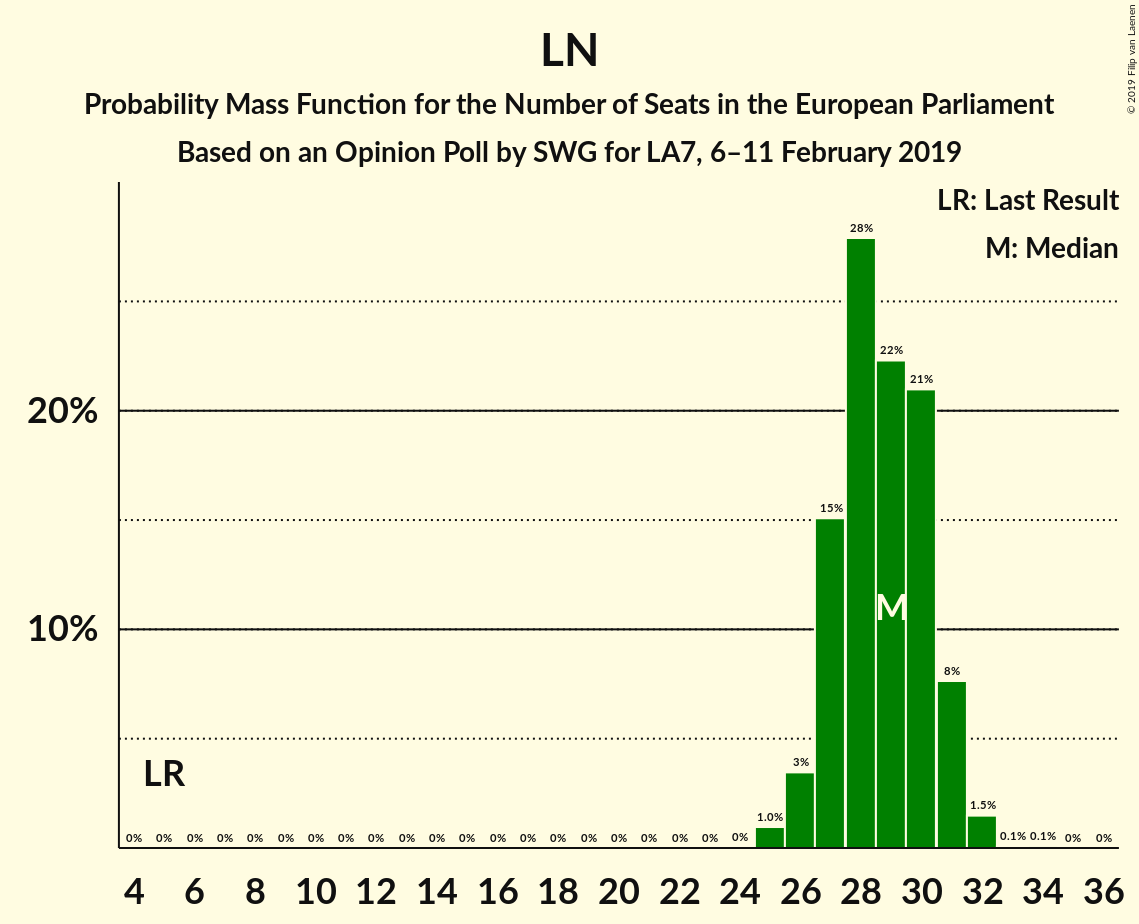 LN
Probability Mass Function for the Number of Seats in the European Parliament
Based on an Opinion Poll by SWG for LA7, 6–11 February 2019
© 2019 Filip van Laenen
LR: Last Result
M: Median
28%
22%
21%
20%
15%
M
10%
8%
LR
3%
1.5%
1.0%
0% 0% 0% 0% 0% 0% 0% 0% 0% 0% 0% 0% 0% 0% 0% 0% 0% 0% 0% 0% 0% 0.1% 0.1% 0% 0%
4 6 8 10 12 14 16 18 20 22 24 26 28 30 32 34 36